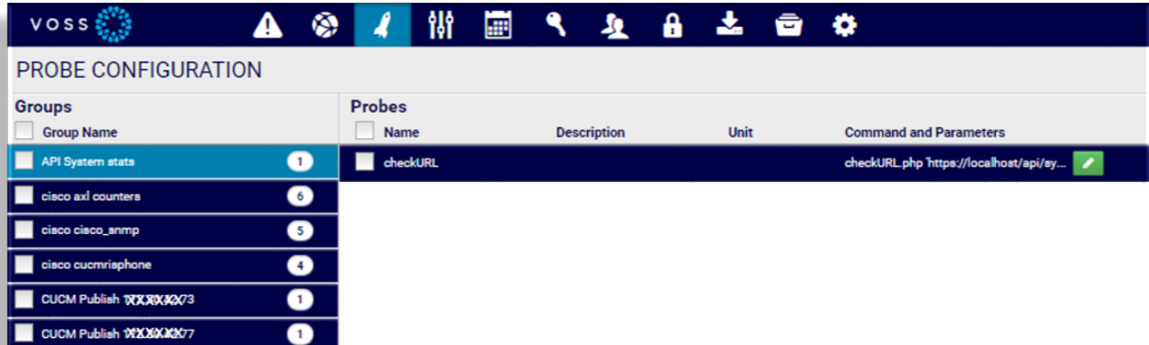 VOSS
PROBE CONFIGURATION
Groups
Group Name
API System stats 1
cisco axl counters 6
cisco cisco_snmp 5
cisco cucmrisphone 4
CUCM Publish 73 1
CUCM Publish 77 1
Probes
Name Description Unit Command and Parameters
checkURL checkURL.php 'https://localhost/api/sy...